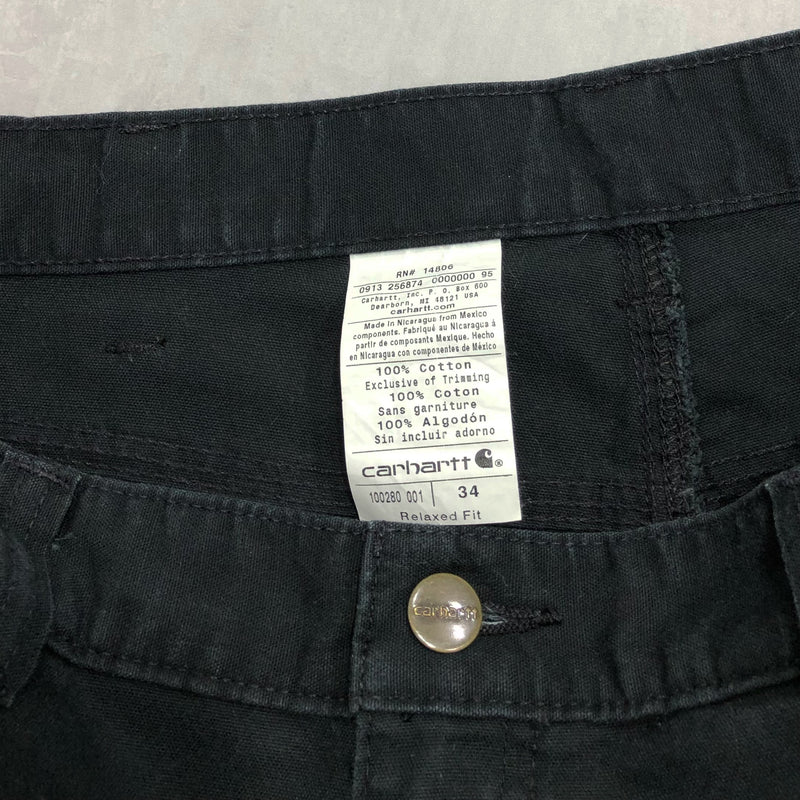 RN# 14806
0913 256874 0000000 95
Carhartt, Inc. P. O. Box 600
Dearborn, MI 48121 USA
carhartt.com
Made in Nicaragua from Mexico
components. Fabriqué au Nicaragua à
partir de composants Mexique. Hecho
en Nicaragua con componentes de México
100% Cotton
Exclusive of Trimming
100% Coton
Sans garniture
100% Algodón
Sin incluir adorno
carhartt ®
100280 001 34
Relaxed Fit
carhartt